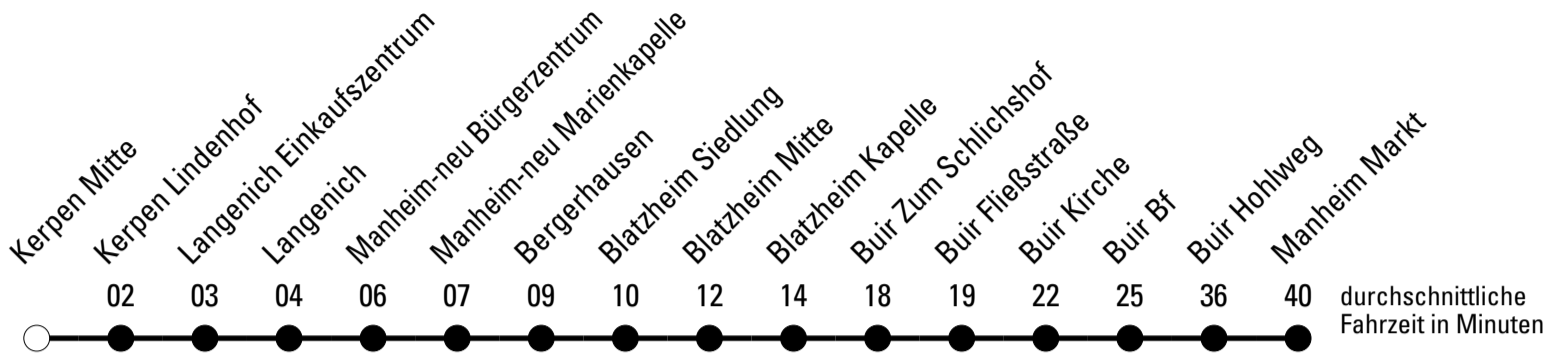 Kerpen Mitte
Kerpen Lindenhof
Langenich Einkaufszentrum
Langenich
Manheim-neu Bürgerzentrum
Manheim-neu Marienkapelle
Bergerhausen
Blatzheim Siedlung
Blatzheim Mitte
Blatzheim Kapelle
Buir Zum Schlichshof
Buir Fließstraße
Buir Kirche
Buir Bf
Buir Hohlweg
Manheim Markt
02 03 04 06 07 09 10 12 14 18 19 22 25 36 40
durchschnittliche
Fahrzeit in Minuten